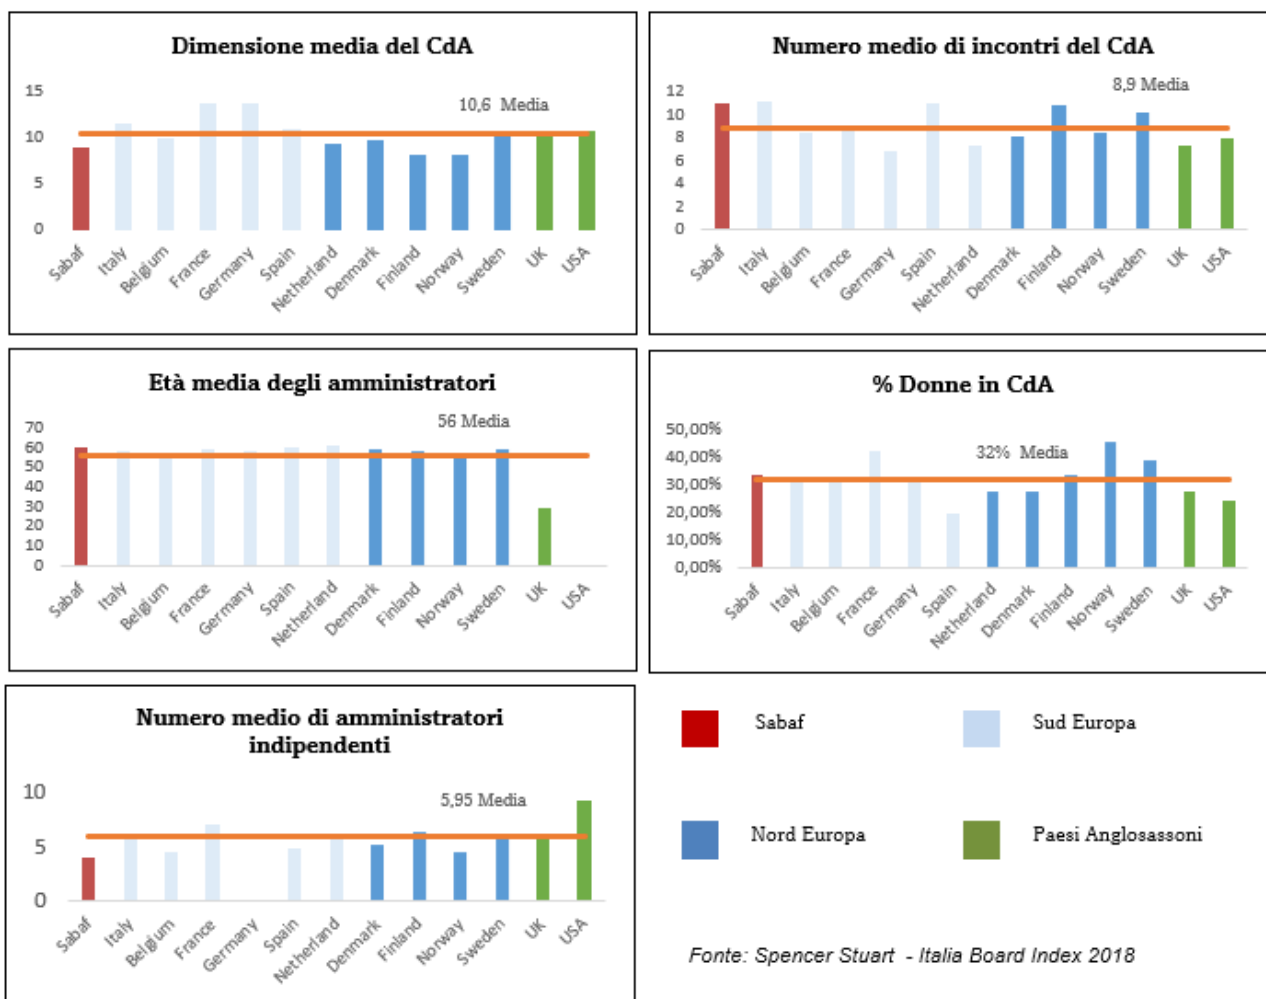 Dimensione media del CdA
10,6 Media
15
10
5
0
Sabaf
Italy
Belgium
France
Germany
Spain
Netherland
Denmark
Finland
Norway
Sweden
UK
USA
Numero medio di incontri del CdA
8,9 Media
12
10
8
6
4
2
0
Sabaf
Italy
Belgium
France
Germany
Spain
Netherland
Denmark
Finland
Norway
Sweden
UK
USA
Età media degli amministratori
56 Media
70
60
50
40
30
20
10
0
Sabaf
Italy
Belgium
France
Germany
Spain
Netherland
Denmark
Finland
Norway
Sweden
UK
USA
% Donne in CdA
32% Media
50,00%
40,00%
30,00%
20,00%
10,00%
0,00%
Sabaf
Italy
Belgium
France
Germany
Spain
Netherland
Denmark
Finland
Norway
Sweden
UK
USA
Numero medio di amministratori
indipendenti
5,95 Media
10
5
0
Sabaf
Italy
Belgium
France
Germany
Spain
Netherland
Denmark
Finland
Norway
Sweden
UK
USA
Sabaf
Sud Europa
Nord Europa
Paesi Anglosassoni
Fonte: Spencer Stuart - Italia Board Index 2018